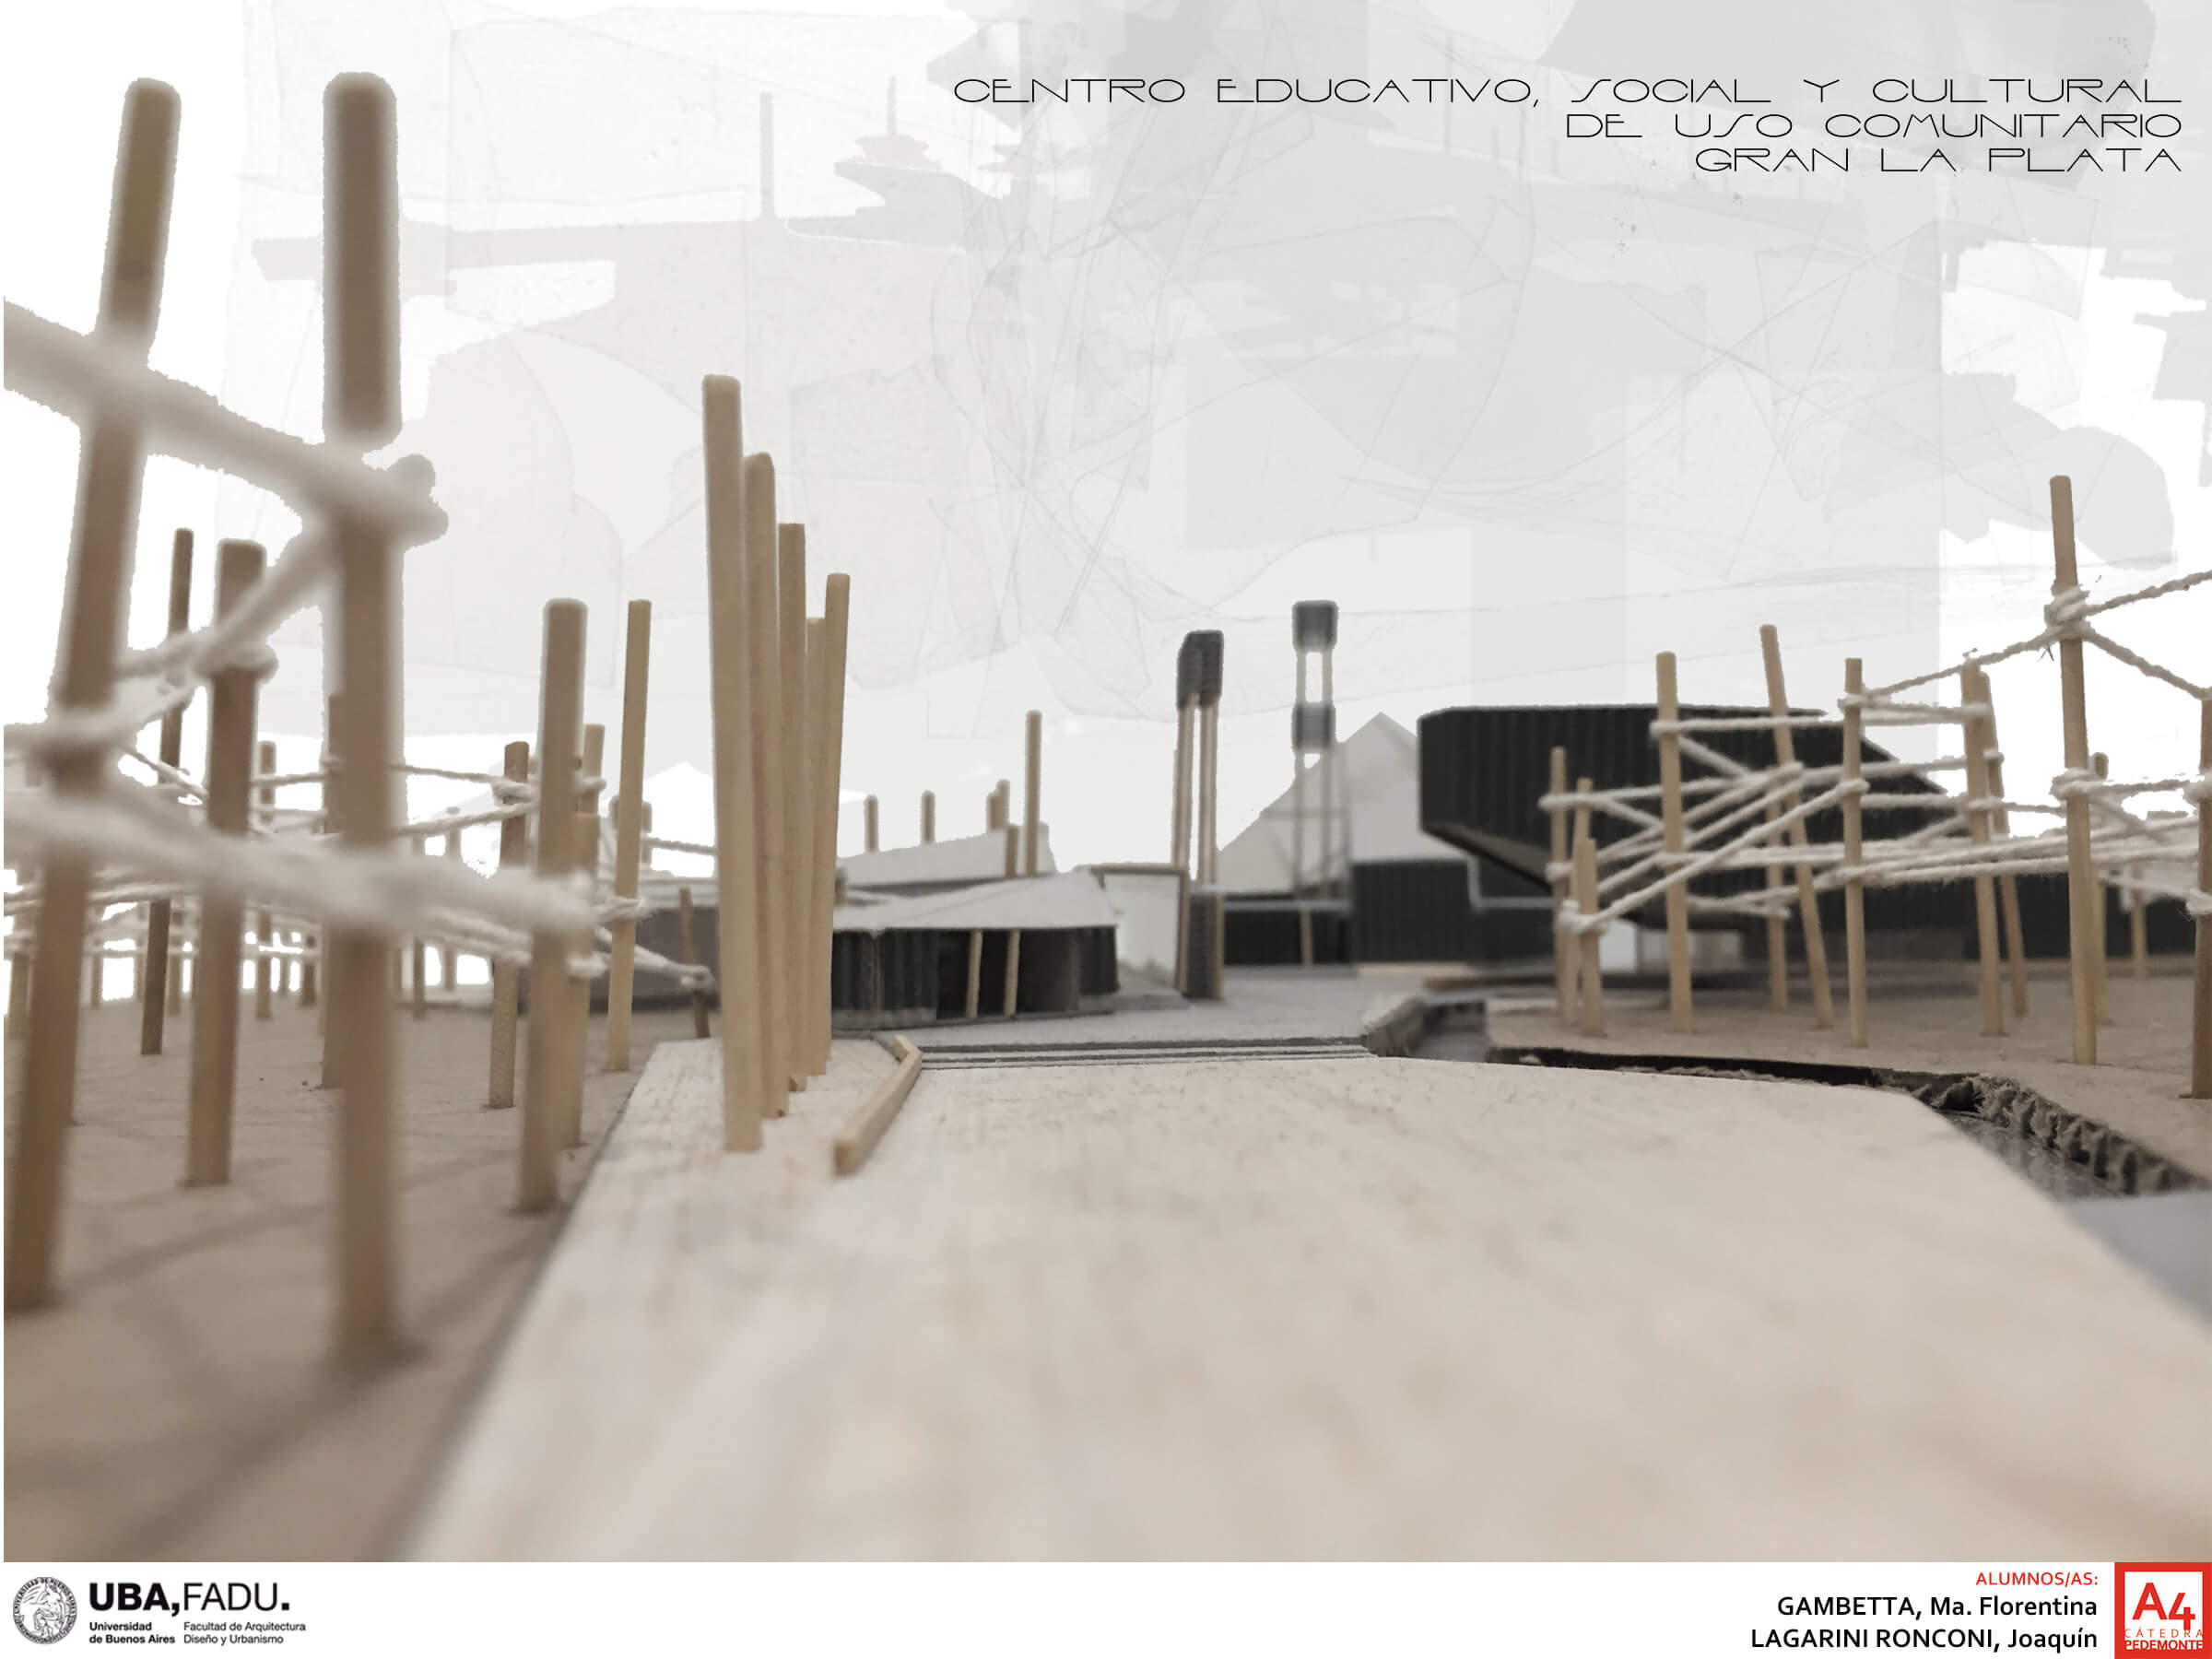 CENTRO EDUCATIVO, SOCIAL Y CULTURAL
DE USO COMUNITARIO
GRAN LA PLATA
UBA,FADU.
Universidad de Buenos Aires
Facultad de Arquitectura Diseño y Urbanismo
ALUMNOS/AS:
GAMBETTA, Ma. Florentina
LAGARINI RONCONI, Joaquín
A4
CÁTEDRA
PEDEMONTE